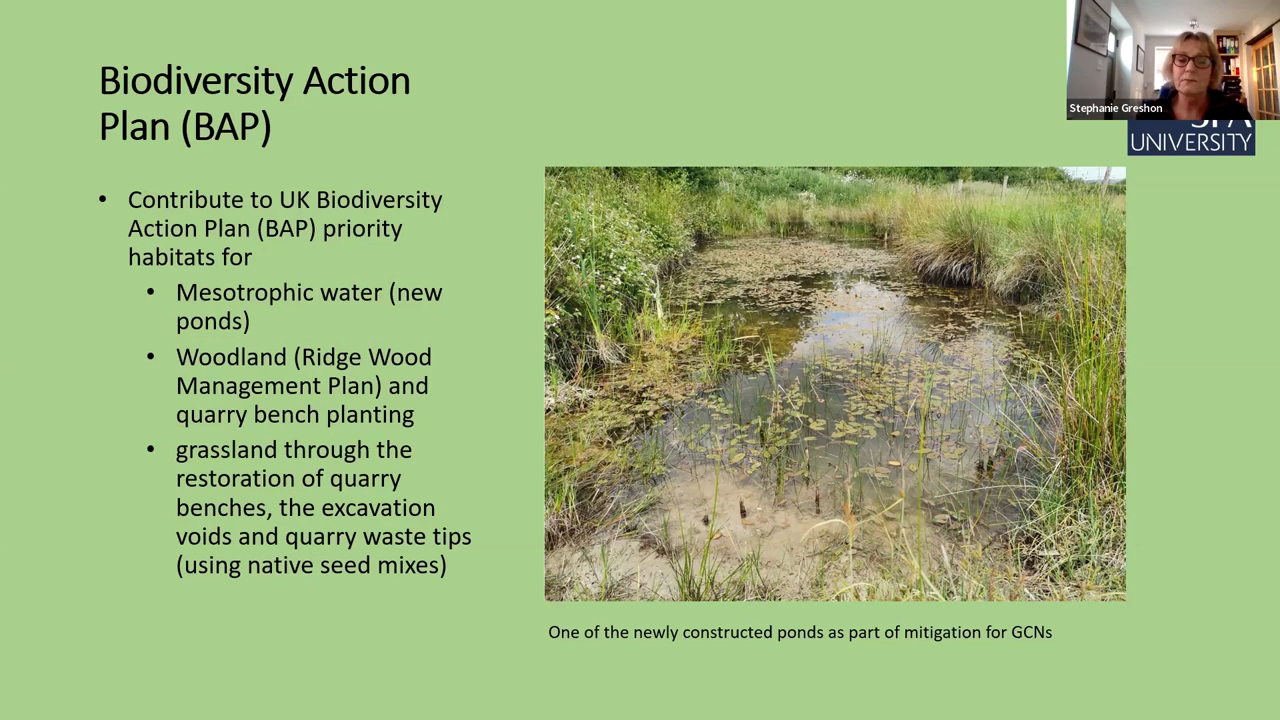 Stephanie Greshon
UNIVERSITY
Biodiversity Action
Plan (BAP)
• Contribute to UK Biodiversity
Action Plan (BAP) priority
habitats for
• Mesotrophic water (new
ponds)
• Woodland (Ridge Wood
Management Plan) and
quarry bench planting
• grassland through the
restoration of quarry
benches, the excavation
voids and quarry waste tips
(using native seed mixes)
One of the newly constructed ponds as part of mitigation for GCNs